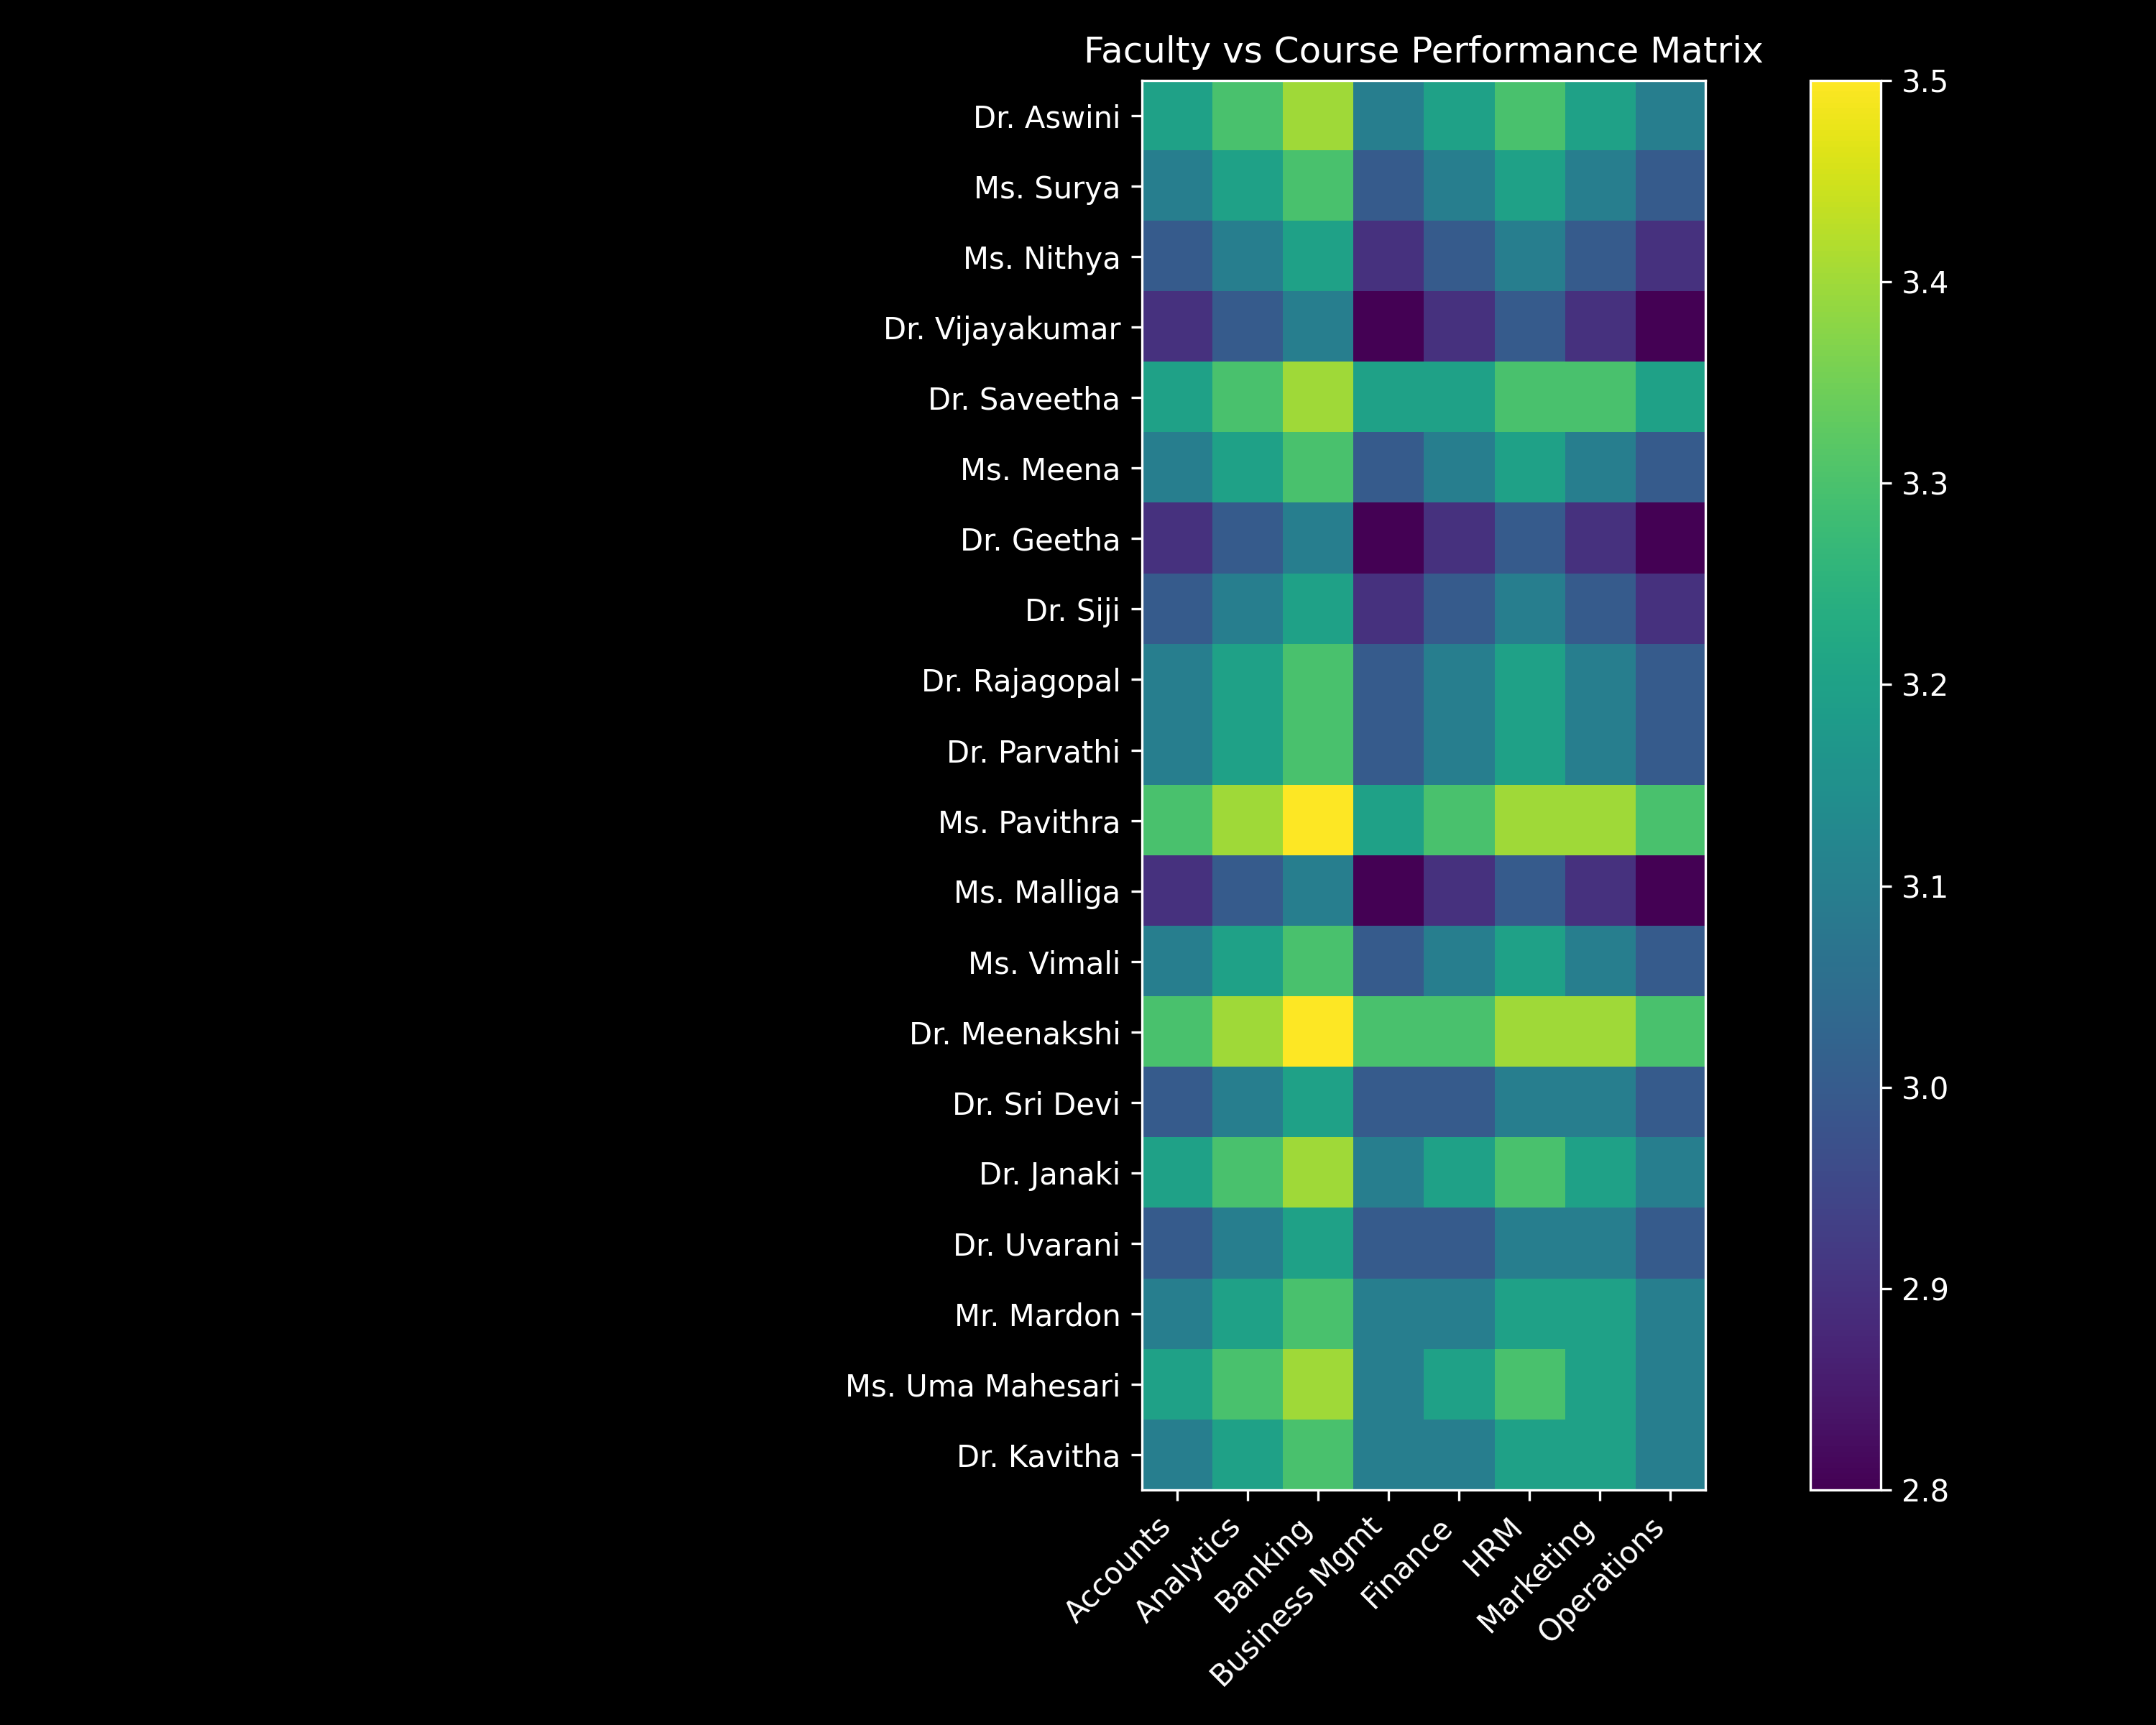 Faculty vs Course Performance Matrix
Dr. Aswini
Ms. Surya
Ms. Nithya
Dr. Vijayakumar
Dr. Saveetha
Ms. Meena
Dr. Geetha
Dr. Siji
Dr. Rajagopal
Dr. Parvathi
Ms. Pavithra
Ms. Malliga
Ms. Vimali
Dr. Meenakshi
Dr. Sri Devi
Dr. Janaki
Dr. Uvarani
Mr. Mardon
Ms. Uma Mahesari
Dr. Kavitha
Accounts
Analytics
Banking
Business Mgmt
Finance
HRM
Marketing
Operations
3.5
3.4
3.3
3.2
3.1
3.0
2.9
2.8